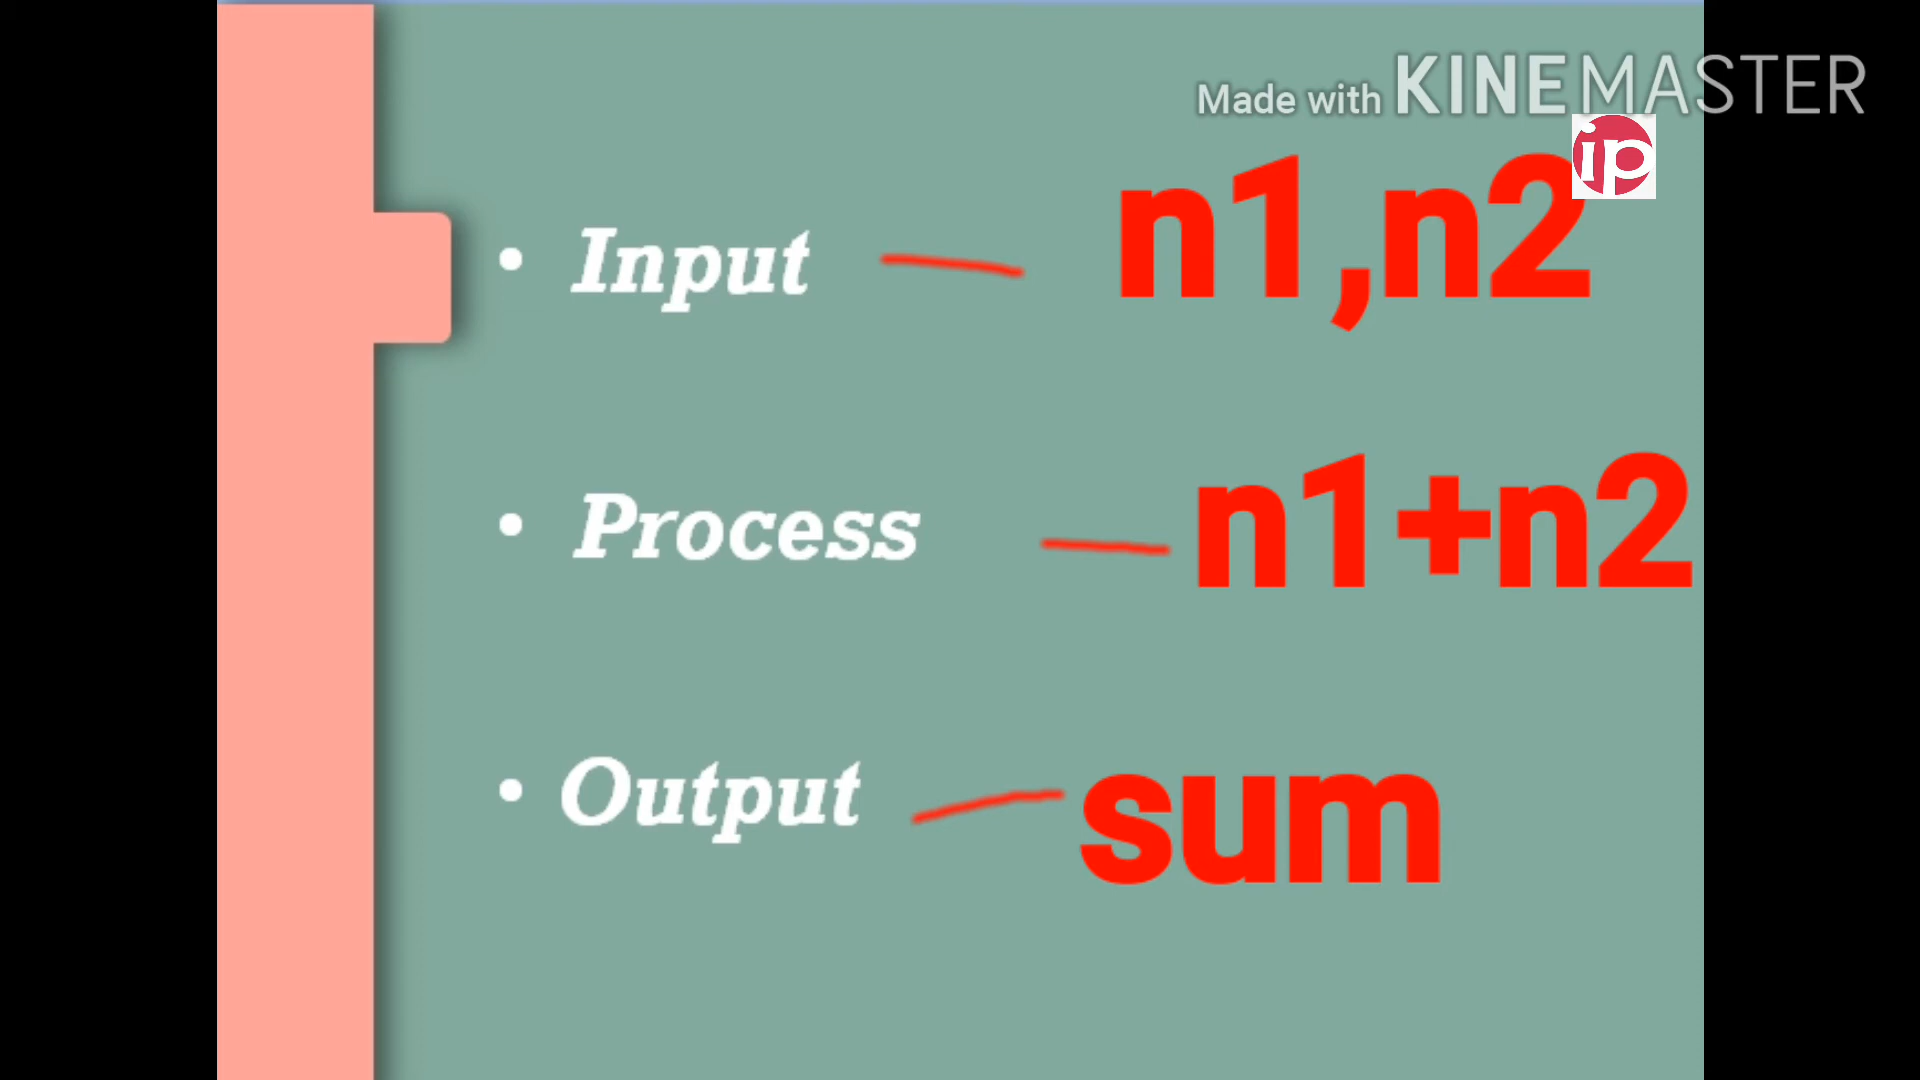 Made with KINEMASTER
ip
• Input n1,n2
• Process n1+n2
• Output sum